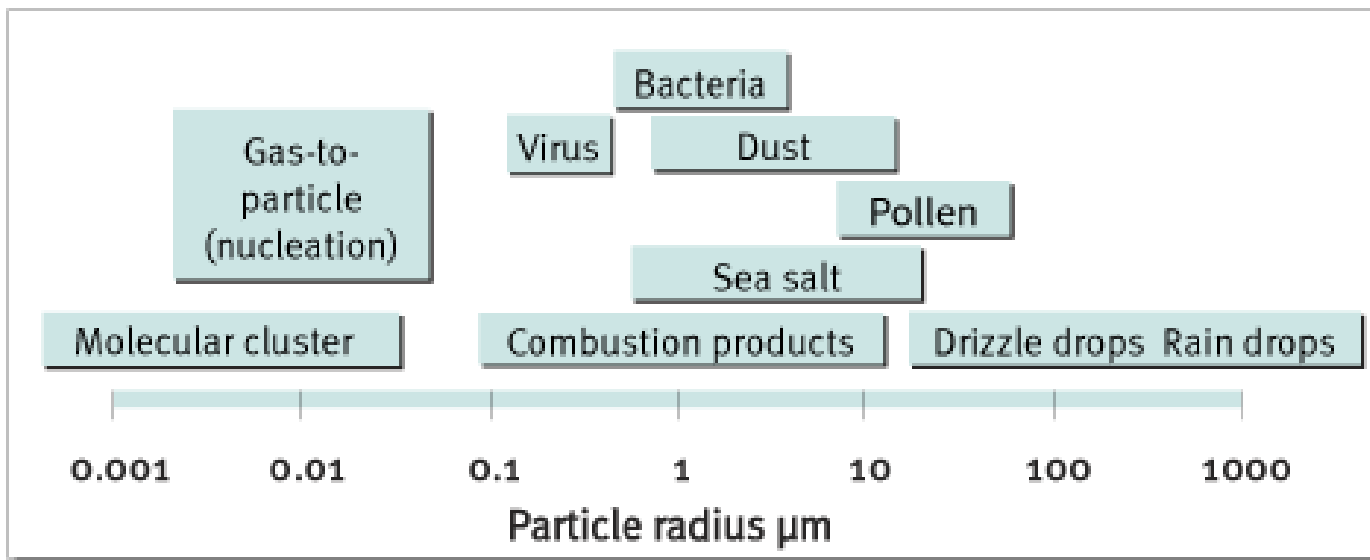 Bacteria
Virus
Dust
Gas-to-
particle
(nucleation)
Pollen
Sea salt
Molecular cluster
Combustion products
Drizzle drops Rain drops
0.001 0.01 0.1 1 10 100 1000
Particle radius µm